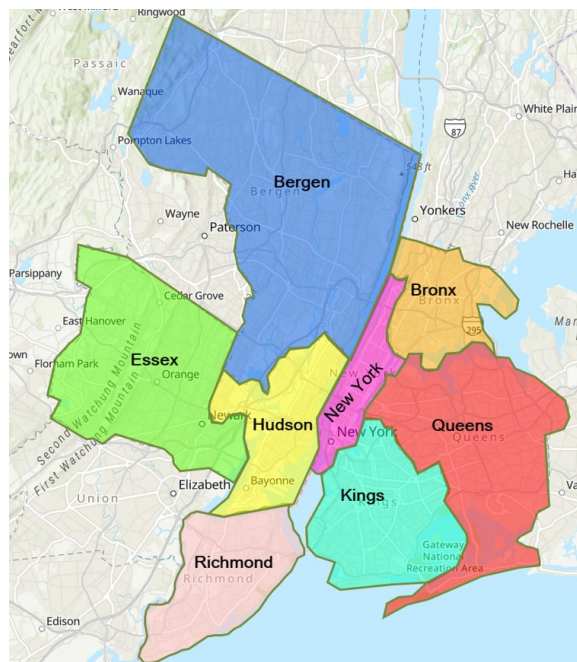 Ringwood
Passaic
Wanaque
87
White Plain
Pompton Lakes
548 ft
Bergen
Bergen
Yonkers
Wayne
Paterson
New Rochelle
Parsippany
Bronx
Bronx
Cedar Grove
295
East Hanover
Essex
Florham Park
Orange
New York
Second Watchung Mountain
First Watchung Mountain
Newark
Hudson
Queens
Queens
New York
Elizabeth
Bayonne
Union
Kings
Kings
Gateway
National
Recreation Area
Richmond
Richmond
Edison